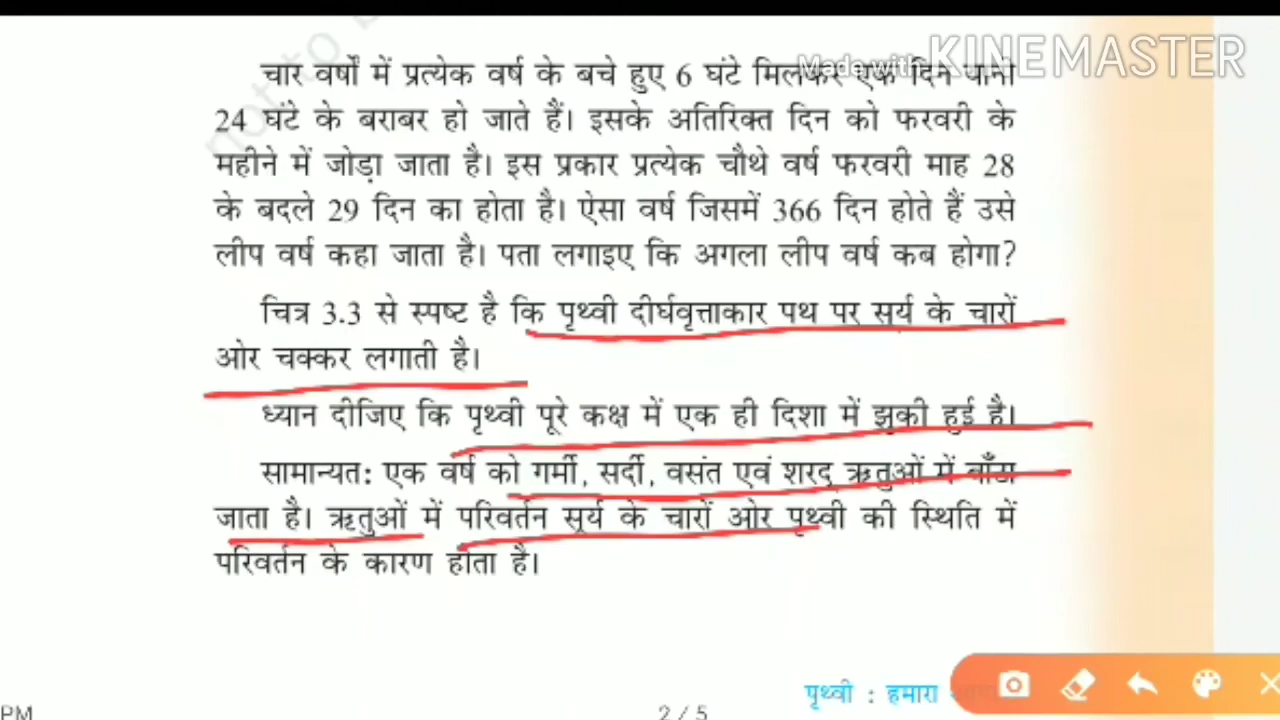 not to b
Made with KINEMASTER
चार वर्षों में प्रत्येक वर्ष के बचे हुए 6 घंटे मिलकर एक दिन यानी
24 घंटे के बराबर हो जाते हैं। इसके अतिरिक्त दिन को फरवरी के
महीने में जोड़ा जाता है। इस प्रकार प्रत्येक चौथे वर्ष फरवरी माह 28
के बदले 29 दिन का होता है। ऐसा वर्ष जिसमें 366 दिन होते हैं उसे
लीप वर्ष कहा जाता है। पता लगाइए कि अगला लीप वर्ष कब होगा?
चित्र 3.3 से स्पष्ट है कि पृथ्वी दीर्घवृत्ताकार पथ पर सूर्य के चारों
ओर चक्कर लगाती है।
ध्यान दीजिए कि पृथ्वी पूरे कक्ष में एक ही दिशा में झुकी हुई है।
सामान्यत: एक वर्ष को गर्मी, सर्दी, वसंत एवं शरद् ऋतुओं में बाँटा
जाता है। ऋतुओं में परिवर्तन सूर्य के चारों ओर पृथ्वी की स्थिति में
परिवर्तन के कारण होता है।
पृथ्वी : हमारा
PM
2 / 5